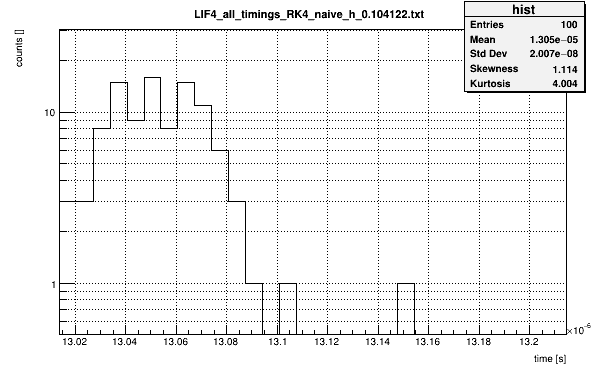 LIF4_all_timings_RK4_naive_h_0.104122.txt
hist
Entries 100
Mean 1.305e−05
Std Dev 2.007e−08
Skewness 1.114
Kurtosis 4.004
counts []
10
1
13.02 13.04 13.06 13.08 13.1 13.12 13.14 13.16 13.18 13.2
×10⁻⁶
time [s]